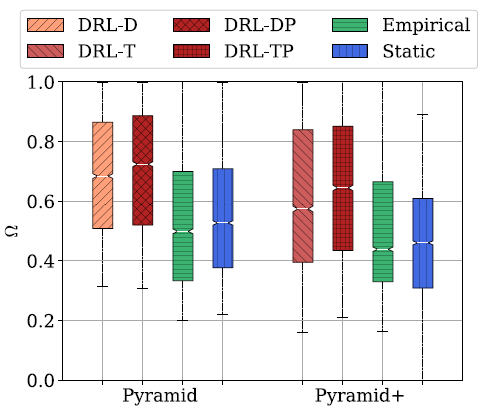 DRL-D DRL-DP Empirical
DRL-T DRL-TP Static
1.0
0.8
0.6
0.4
0.2
0.0
Ω
Pyramid Pyramid+